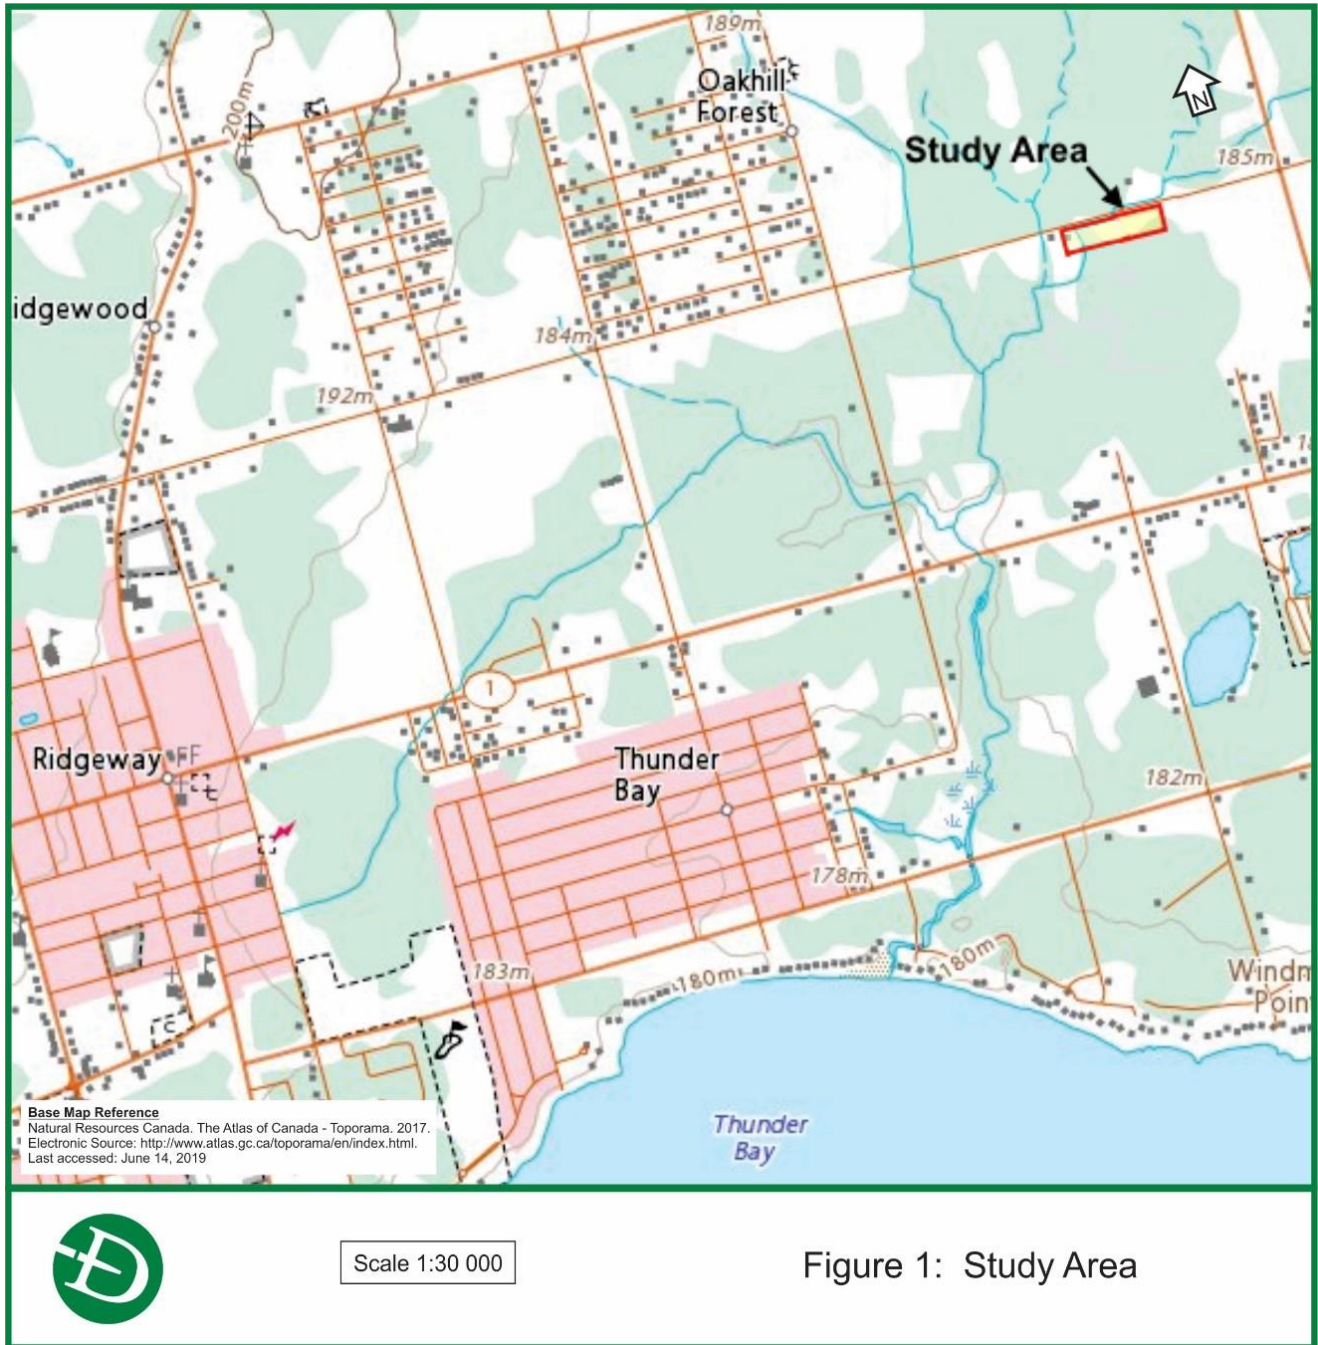 189m
Oakhill
Forest
200m
N
Study Area
185m
idgewood
184m
192m
1
Ridgeway
FF
t
Thunder
Bay
182m
178m
183m
180m
180m
Windm
Poin
C
Thunder
Bay
Base Map Reference
Natural Resources Canada. The Atlas of Canada - Toporama. 2017.
Electronic Source: http://www.atlas.gc.ca/toporama/en/index.html.
Last accessed: June 14, 2019
D
Scale 1:30 000
Figure 1: Study Area